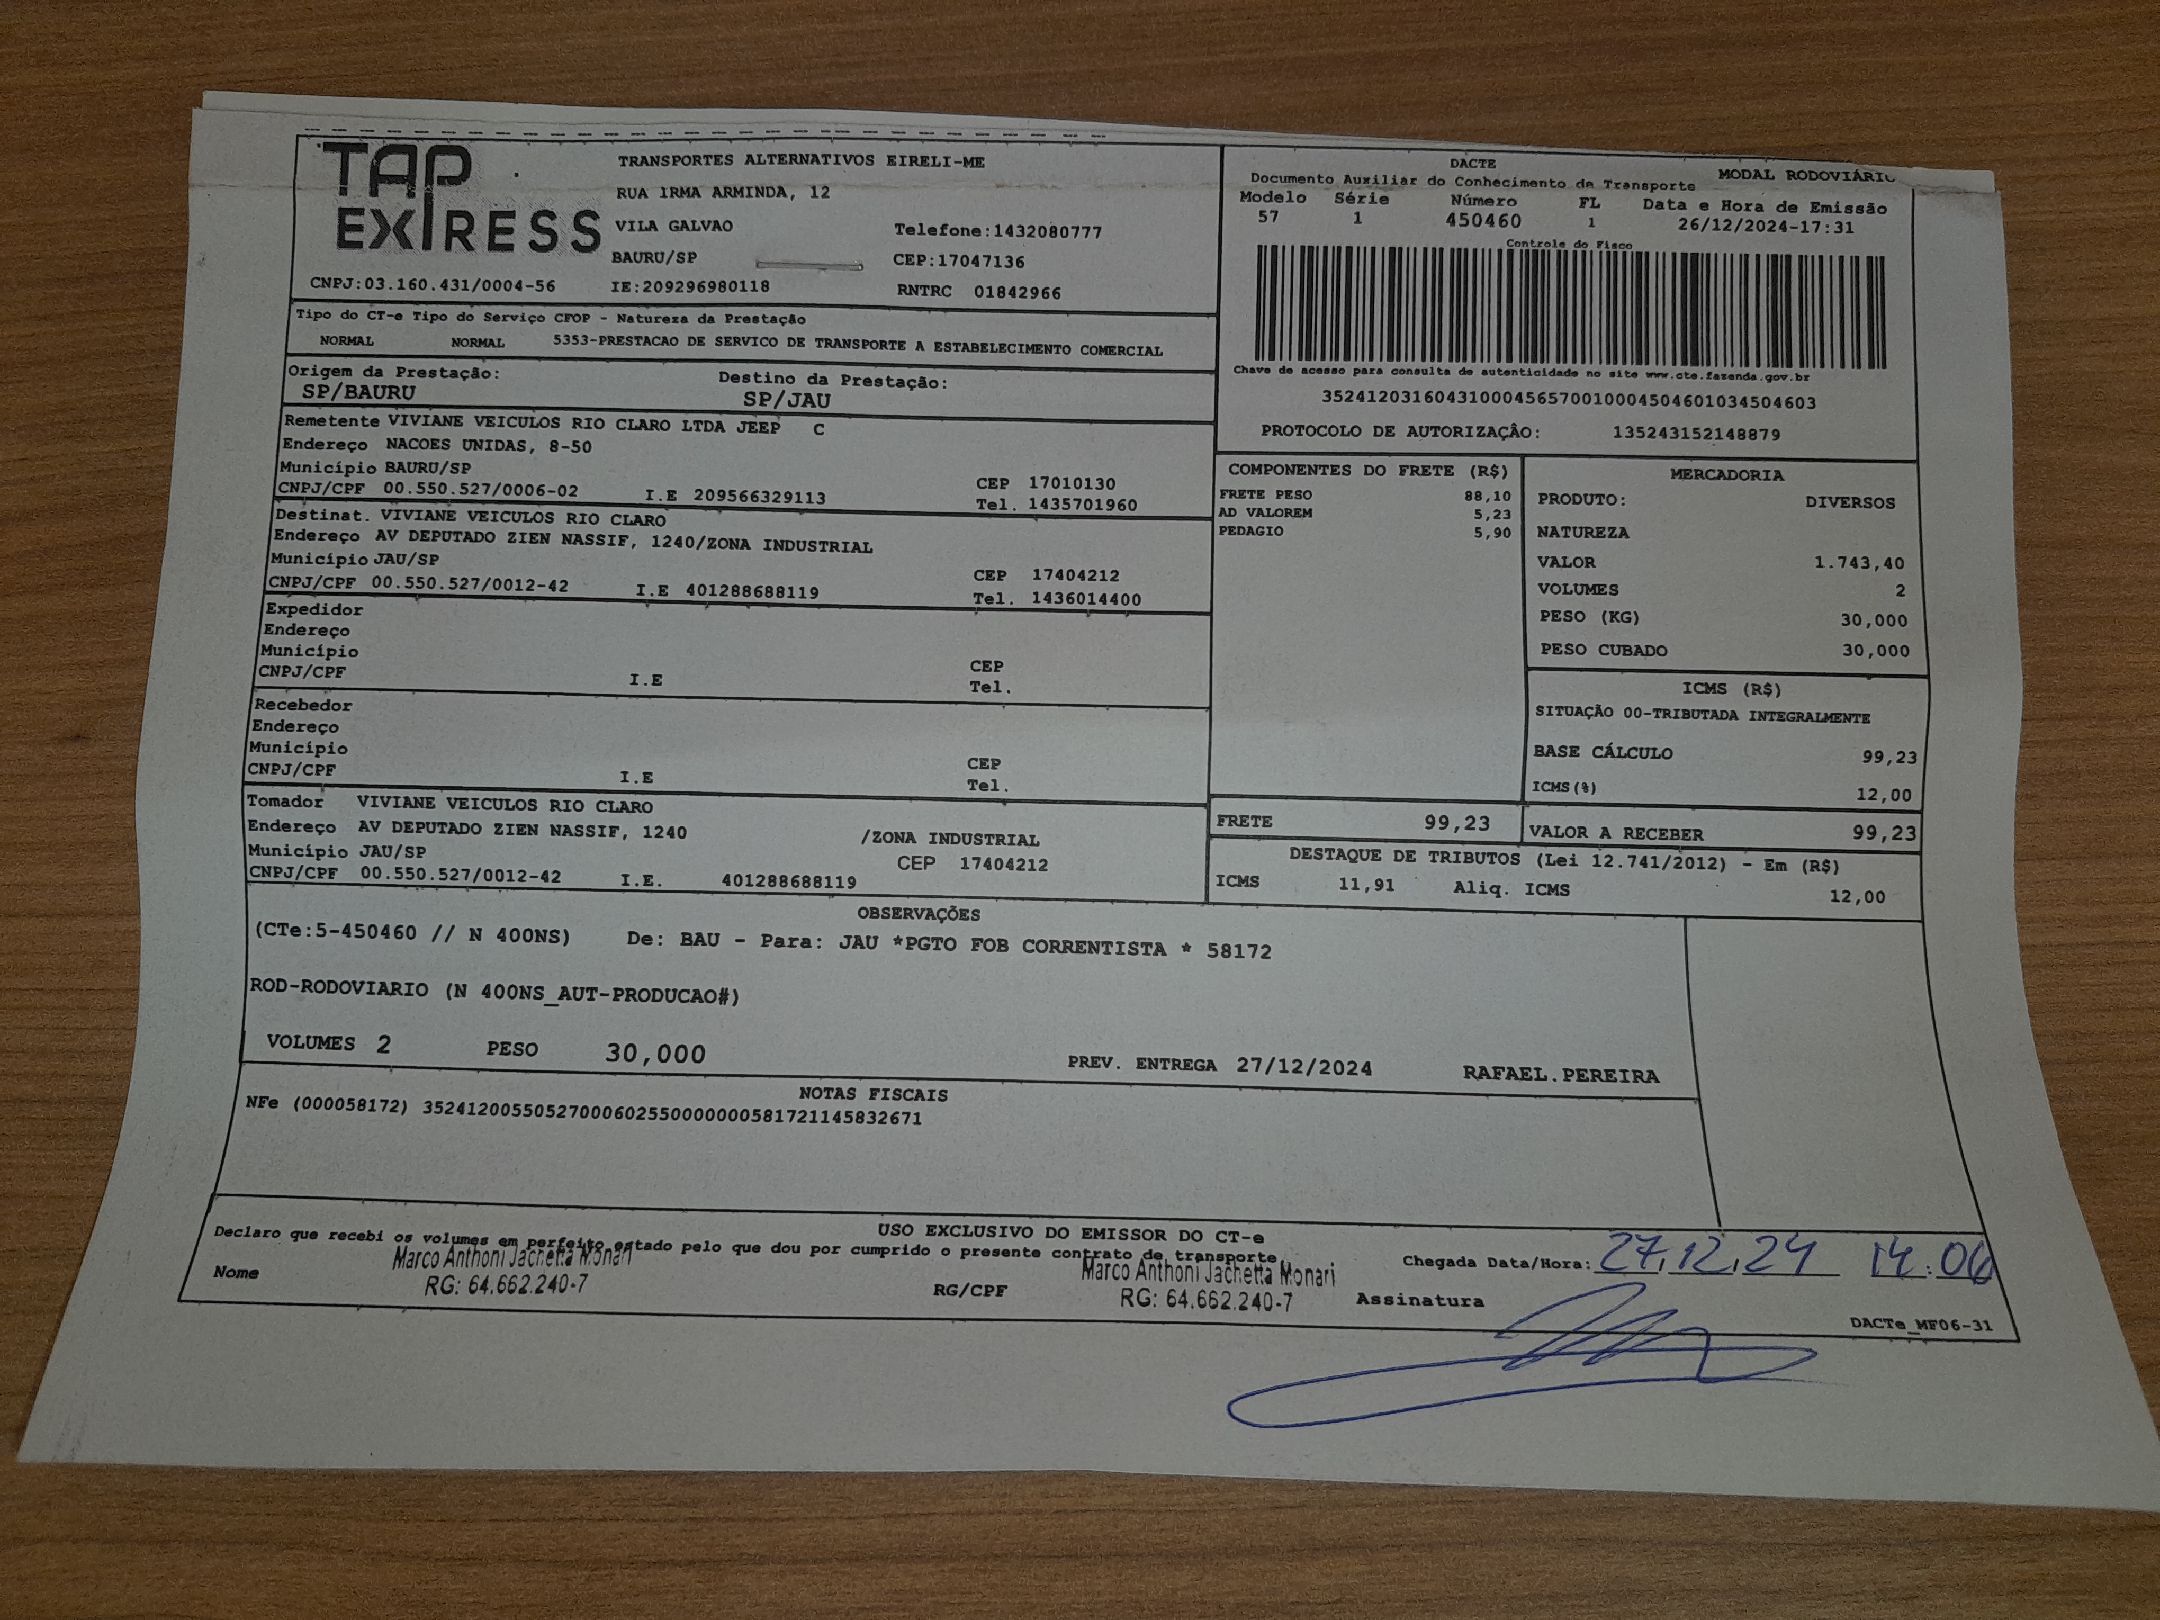 TAP EXPRESS
TRANSPORTES ALTERNATIVOS EIRELI-ME
RUA IRMA ARMINDA, 12
VILA GALVAO Telefone:1432080777
BAURU/SP CEP:17047136
CNPJ:03.160.431/0004-56 IE:209296980118 RNTRC 01842966
DACTE MODAL RODOVIÁRIO
Documento Auxiliar do Conhecimento de Transporte
Modelo Série Número FL Data e Hora de Emissão
57 1 450460 1 26/12/2024-17:31
Controle do Fisco
Chave de acesso para consulta de autenticidade no site www.cte.fazenda.gov.br
35241203160431000456570010004504601034504603
PROTOCOLO DE AUTORIZAÇÂO: 135243152148879
Tipo do CT-e Tipo do Serviço CFOP - Natureza da Prestação
NORMAL NORMAL 5353-PRESTACAO DE SERVICO DE TRANSPORTE A ESTABELECIMENTO COMERCIAL
Origem da Prestação: Destino da Prestação:
SP/BAURU SP/JAU
Remetente VIVIANE VEICULOS RIO CLARO LTDA JEEP C
Endereço NACOES UNIDAS, 8-50
Município BAURU/SP CEP 17010130
CNPJ/CPF 00.550.527/0006-02 I.E 209566329113 Tel. 1435701960
Destinat. VIVIANE VEICULOS RIO CLARO
Endereço AV DEPUTADO ZIEN NASSIF, 1240/ZONA INDUSTRIAL
Município JAU/SP CEP 17404212
CNPJ/CPF 00.550.527/0012-42 I.E 401288688119 Tel. 1436014400
Expedidor
Endereço
Município CEP
CNPJ/CPF I.E Tel.
Recebedor
Endereço
Município CEP
CNPJ/CPF I.E Tel.
Tomador VIVIANE VEICULOS RIO CLARO
Endereço AV DEPUTADO ZIEN NASSIF, 1240 /ZONA INDUSTRIAL
Município JAU/SP CEP 17404212
CNPJ/CPF 00.550.527/0012-42 I.E. 401288688119
COMPONENTES DO FRETE (R$)
FRETE PESO 88,10
AD VALOREM 5,23
PEDAGIO 5,90
MERCADORIA
PRODUTO: DIVERSOS
NATUREZA
VALOR 1.743,40
VOLUMES 2
PESO (KG) 30,000
PESO CUBADO 30,000
ICMS (R$)
SITUAÇÃO 00-TRIBUTADA INTEGRALMENTE
BASE CÁLCULO 99,23
ICMS(%) 12,00
FRETE 99,23 VALOR A RECEBER 99,23
DESTAQUE DE TRIBUTOS (Lei 12.741/2012) - Em (R$)
ICMS 11,91 Aliq. ICMS 12,00
OBSERVAÇÕES
(CTe:5-450460 // N 400NS) De: BAU - Para: JAU *PGTO FOB CORRENTISTA * 58172
ROD-RODOVIARIO (N 400NS_AUT-PRODUCAO#)
VOLUMES 2 PESO 30,000 PREV. ENTREGA 27/12/2024 RAFAEL.PEREIRA
NOTAS FISCAIS
NFe (000058172) 35241200550527000602550000000581721145832671
USO EXCLUSIVO DO EMISSOR DO CT-e
Declaro que recebi os volumes em perfeito estado pelo que dou por cumprido o presente contrato de transporte
Chegada Data/Hora: 27.12.24 14:06
Nome Marco Anthoni Jachetta Monari RG/CPF Marco Anthoni Jachetta Monari Assinatura
RG: 64.662.240-7 RG: 64.662.240-7
DACTe_MF06-31